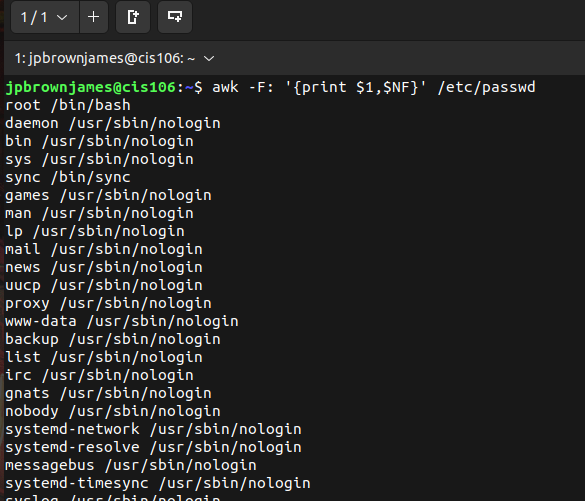 1 / 1
1: jpbrownjames@cis106: ~
jpbrownjames@cis106:~$ awk -F: '{print $1,$NF}' /etc/passwd
root /bin/bash
daemon /usr/sbin/nologin
bin /usr/sbin/nologin
sys /usr/sbin/nologin
sync /bin/sync
games /usr/sbin/nologin
man /usr/sbin/nologin
lp /usr/sbin/nologin
mail /usr/sbin/nologin
news /usr/sbin/nologin
uucp /usr/sbin/nologin
proxy /usr/sbin/nologin
www-data /usr/sbin/nologin
backup /usr/sbin/nologin
list /usr/sbin/nologin
irc /usr/sbin/nologin
gnats /usr/sbin/nologin
nobody /usr/sbin/nologin
systemd-network /usr/sbin/nologin
systemd-resolve /usr/sbin/nologin
messagebus /usr/sbin/nologin
systemd-timesync /usr/sbin/nologin
syslog /usr/sbin/nologin